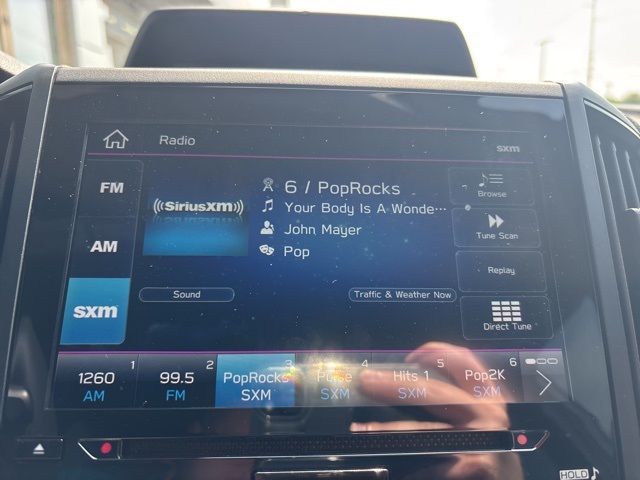 Radio
sxm
FM
AM
sxm
((SiriusXM))
6 / PopRocks
Your Body Is A Wonde…
John Mayer
Pop
Browse
Tune Scan
Replay
Direct Tune
Sound
Traffic & Weather Now
1
1260
AM
2
99.5
FM
3
PopRocks
SXM
4
Pulse
SXM
5
Hits 1
SXM
6
Pop2K
SXM
HOLD